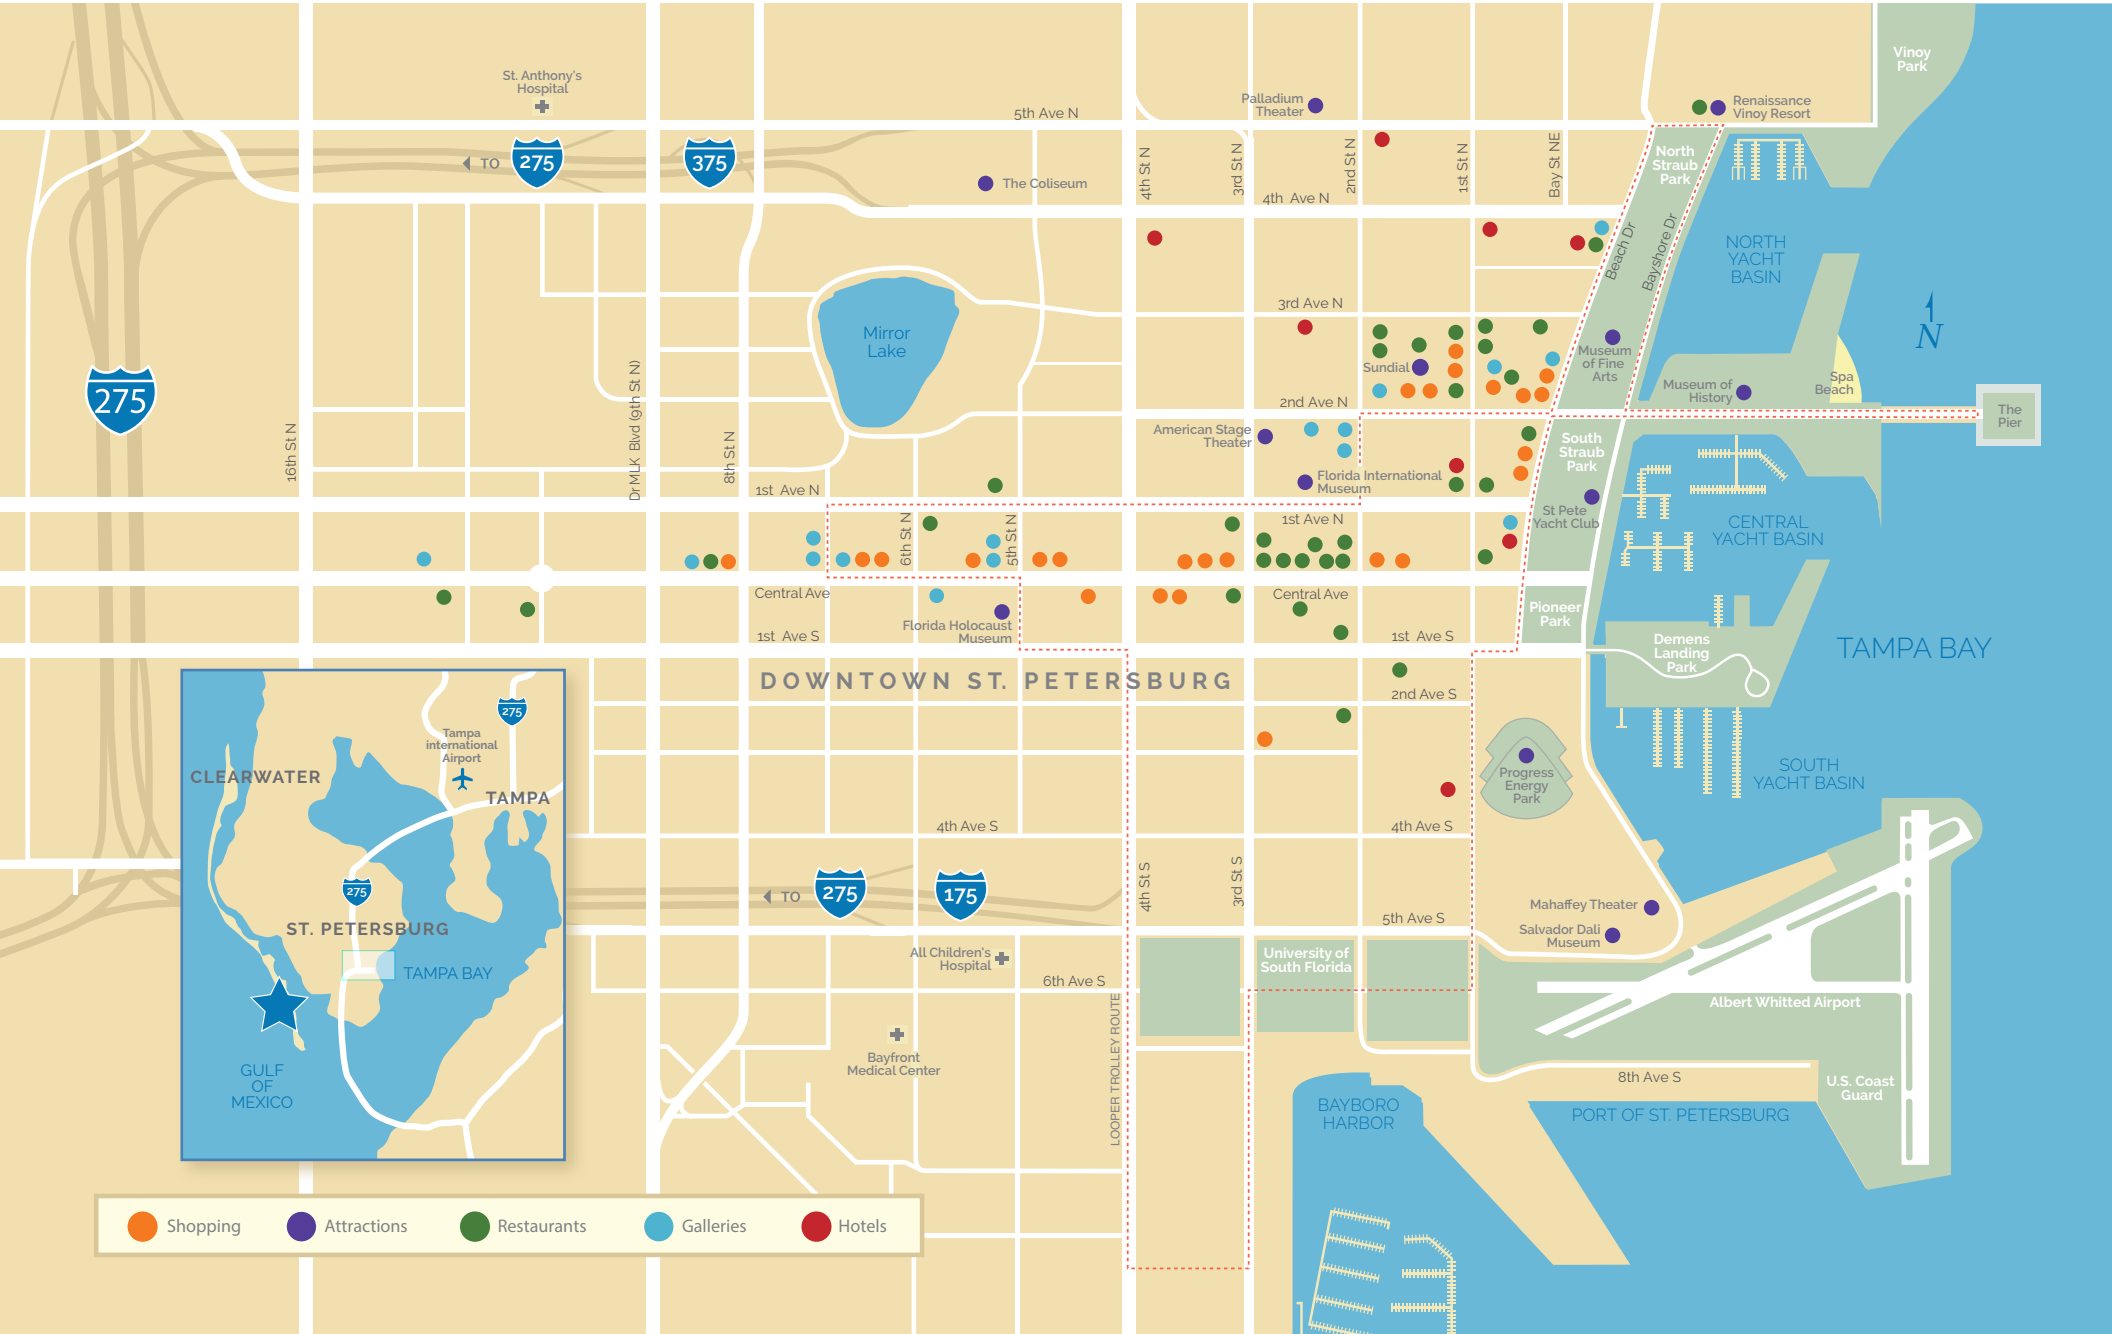 St. Anthony's
Hospital
5th Ave N
Palladium
Theater
Renaissance
Vinoy Resort
Vinoy
Park
TO
275
375
The Coliseum
4th St N
3rd St N
2nd St N
1st St N
Bay St NE
North
Straub
Park
4th Ave N
Beach Dr
Bayshore Dr
NORTH
YACHT
BASIN
N
3rd Ave N
Mirror
Lake
Sundial
Museum
of Fine
Arts
Museum of
History
Spa
Beach
The
Pier
275
16th St N
Dr MLK Blvd (9th St N)
8th St N
2nd Ave N
American Stage
Theater
Florida International
Museum
South
Straub
Park
St Pete
Yacht Club
CENTRAL
YACHT BASIN
1st Ave N
6th St N
5th St N
1st Ave N
Central Ave
Central Ave
Florida Holocaust
Museum
Pioneer
Park
1st Ave S
1st Ave S
Demens
Landing
Park
TAMPA BAY
DOWNTOWN ST. PETERSBURG
2nd Ave S
Progress
Energy
Park
SOUTH
YACHT BASIN
4th Ave S
4th Ave S
TO
275
175
4th St S
3rd St S
5th Ave S
Mahaffey Theater
Salvador Dali
Museum
All Children's
Hospital
University of
South Florida
6th Ave S
Albert Whitted Airport
LOOPER TROLLEY ROUTE
Bayfront
Medical Center
8th Ave S
U.S. Coast
Guard
BAYBORO
HARBOR
PORT OF ST. PETERSBURG
275
Tampa
international
Airport
CLEARWATER
TAMPA
275
ST. PETERSBURG
TAMPA BAY
GULF
OF
MEXICO
Shopping
Attractions
Restaurants
Galleries
Hotels